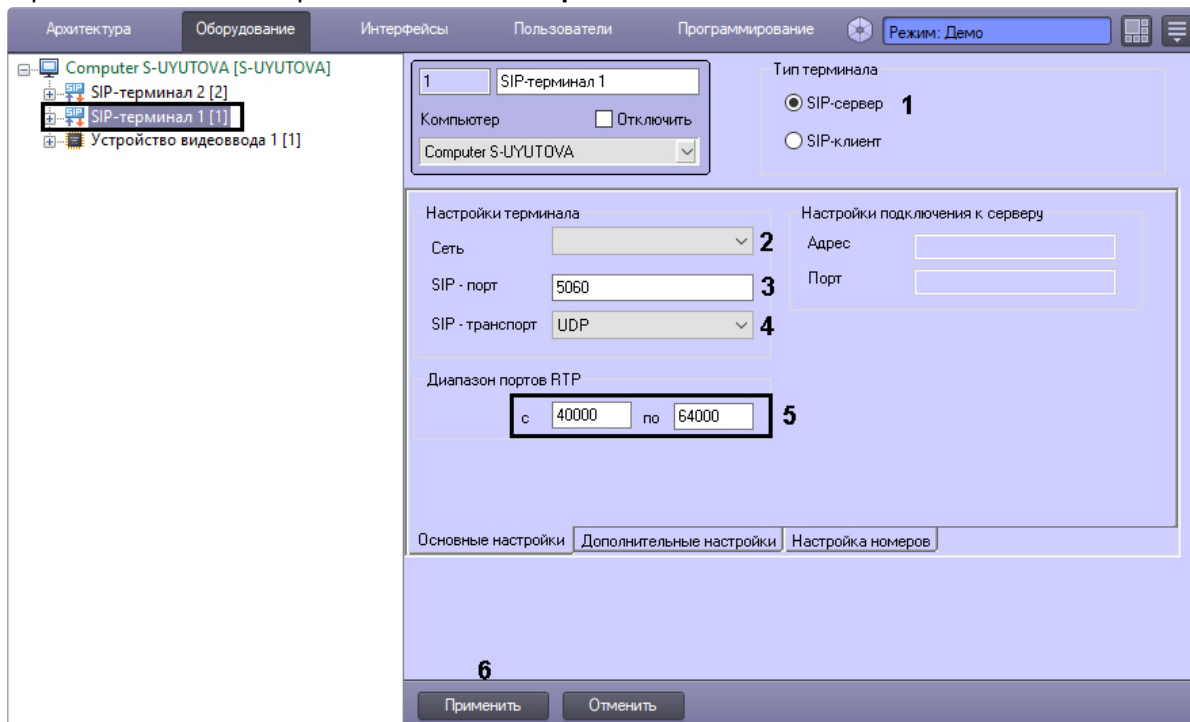 Архитектура Оборудование Интерфейсы Пользователи Программирование Режим: Демо
Computer S-UYUTOVA [S-UYUTOVA]
SIP-терминал 2 [2]
SIP-терминал 1 [1]
Устройство видеоввода 1 [1]
1 SIP-терминал 1
Компьютер Отключить
Computer S-UYUTOVA
Тип терминала
SIP-сервер 1
SIP-клиент
Настройки терминала
Сеть 2
SIP - порт 5060 3
SIP - транспорт UDP 4
Диапазон портов RTP
с 40000 по 64000 5
Настройки подключения к серверу
Адрес
Порт
Основные настройки Дополнительные настройки Настройка номеров
6
Применить Отменить